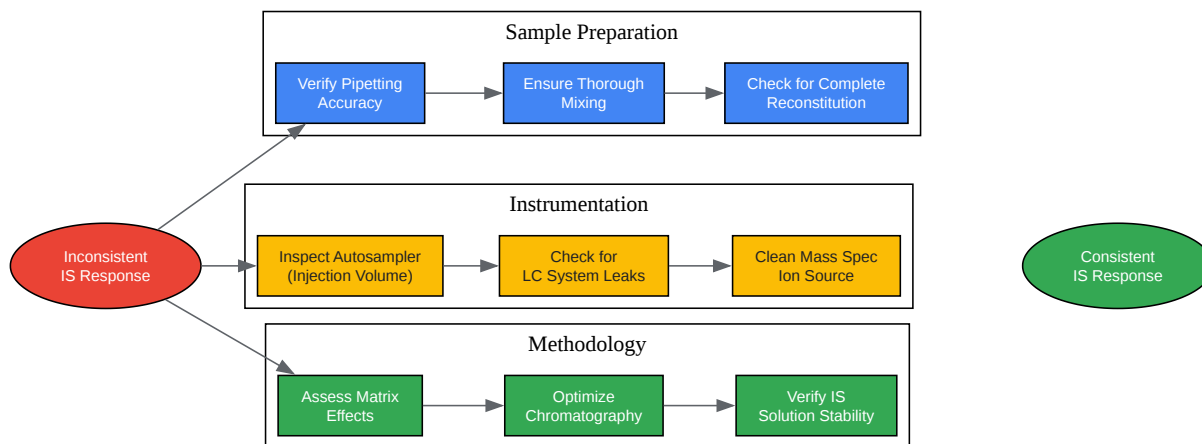 Sample Preparation
Verify Pipetting
Accuracy
Ensure Thorough
Mixing
Check for Complete
Reconstitution
Inconsistent
IS Response
Instrumentation
Inspect Autosampler
(Injection Volume)
Check for
LC System Leaks
Clean Mass Spec
Ion Source
Consistent
IS Response
Methodology
Assess Matrix
Effects
Optimize
Chromatography
Verify IS
Solution Stability